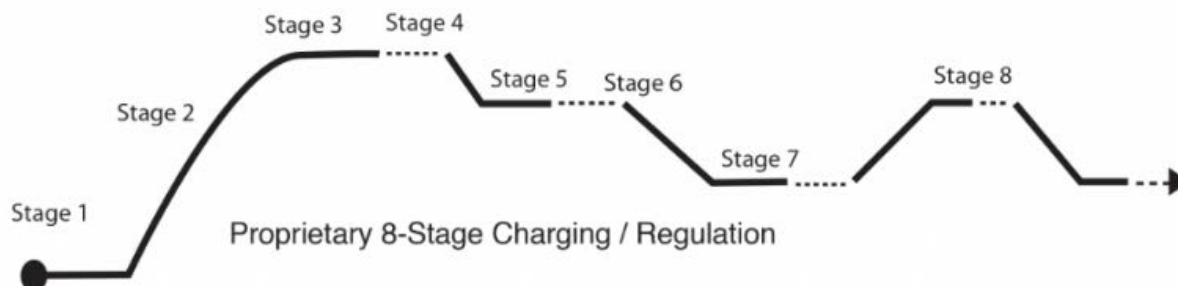 Stage 1
Stage 2
Stage 3
Stage 4
Stage 5
Stage 6
Stage 7
Stage 8
Proprietary 8-Stage Charging / Regulation